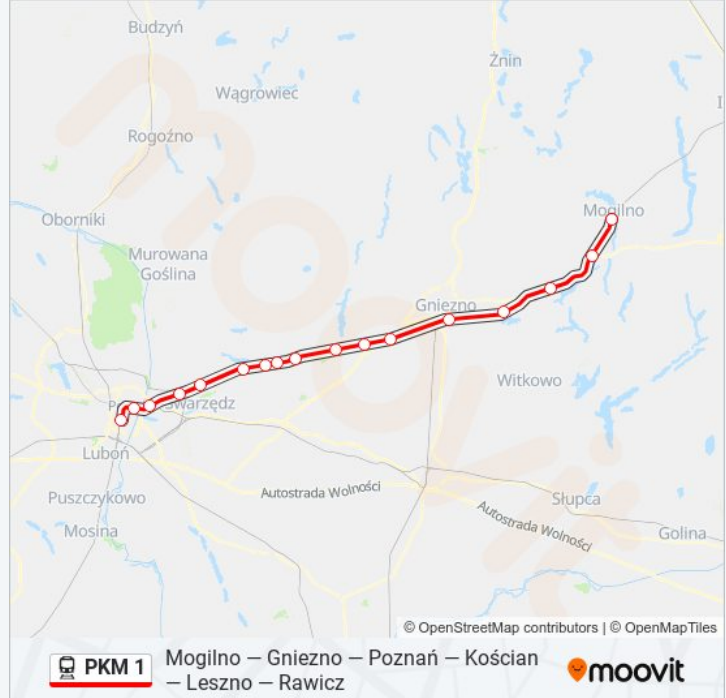 Budzyń
Żnin
Wągrowiec
Rogoźno
Mogilno
Oborniki
Murowana
Goślina
Gniezno
Witkowo
Swarzędz
Luboń
Autostrada Wolności
Puszczykowo
Słupca
Mosina
Autostrada Wolności
Golina
© OpenStreetMap contributors | © OpenMapTiles
PKM 1
Mogilno — Gniezno — Poznań — Kościan
— Leszno — Rawicz
moovit